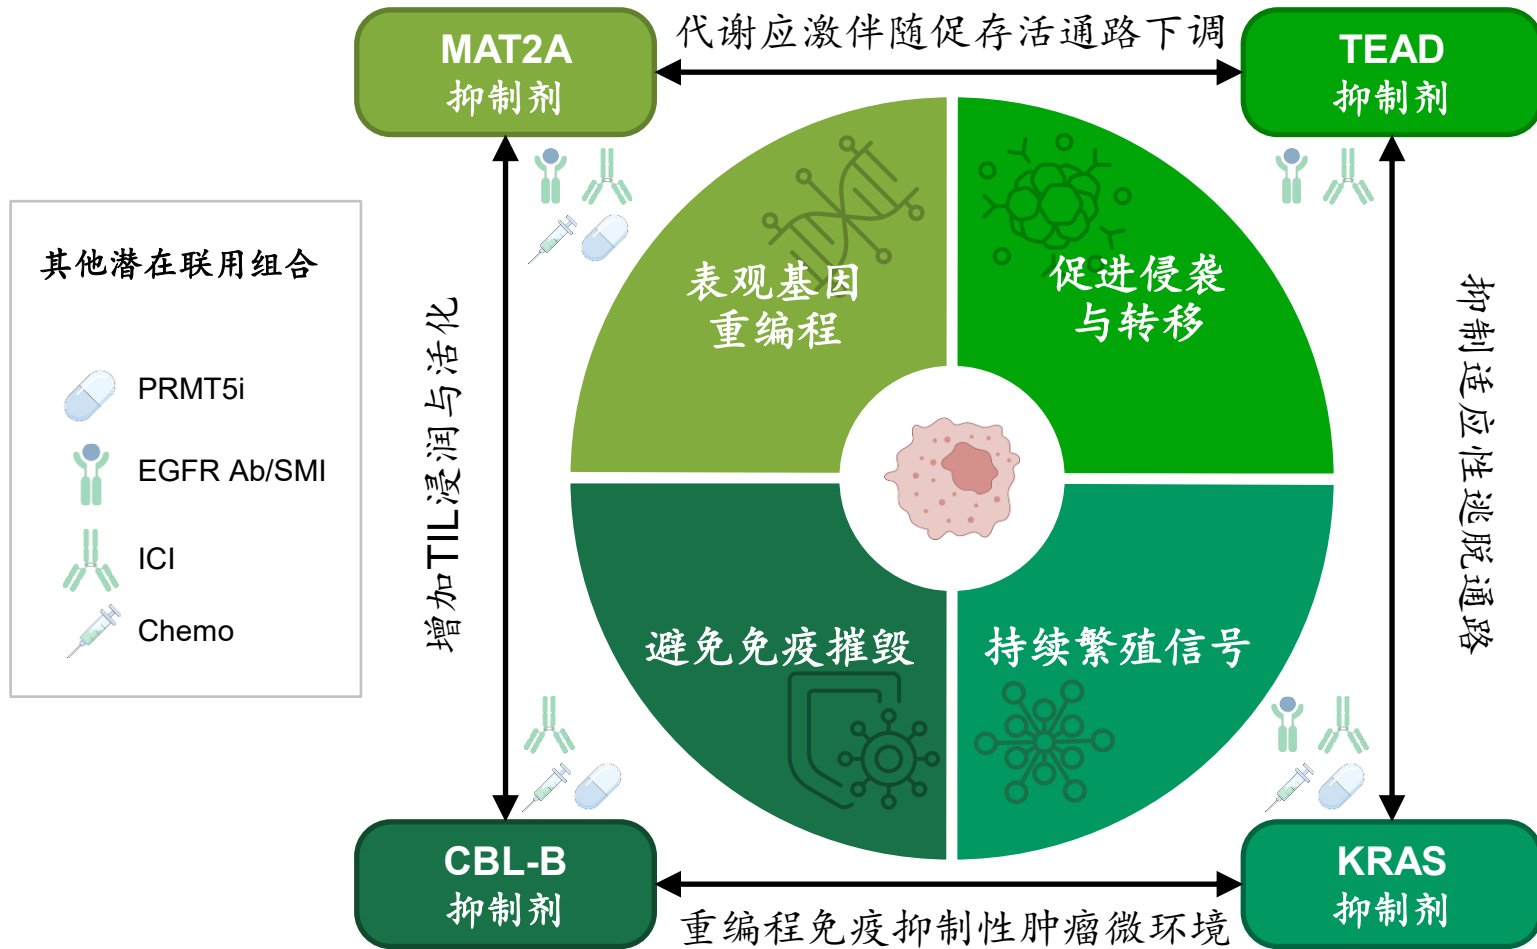 MAT2A
抑制剂
代谢应激伴随促存活通路下调
TEAD
抑制剂
其他潜在联用组合
PRMT5i
EGFR Ab/SMI
ICI
Chemo
增加TIL浸润与活化
表观基因
重编程
促进侵袭
与转移
抑制适应性逃脱通路
避免免疫摧毁
持续繁殖信号
CBL-B
抑制剂
重编程免疫抑制性肿瘤微环境
KRAS
抑制剂